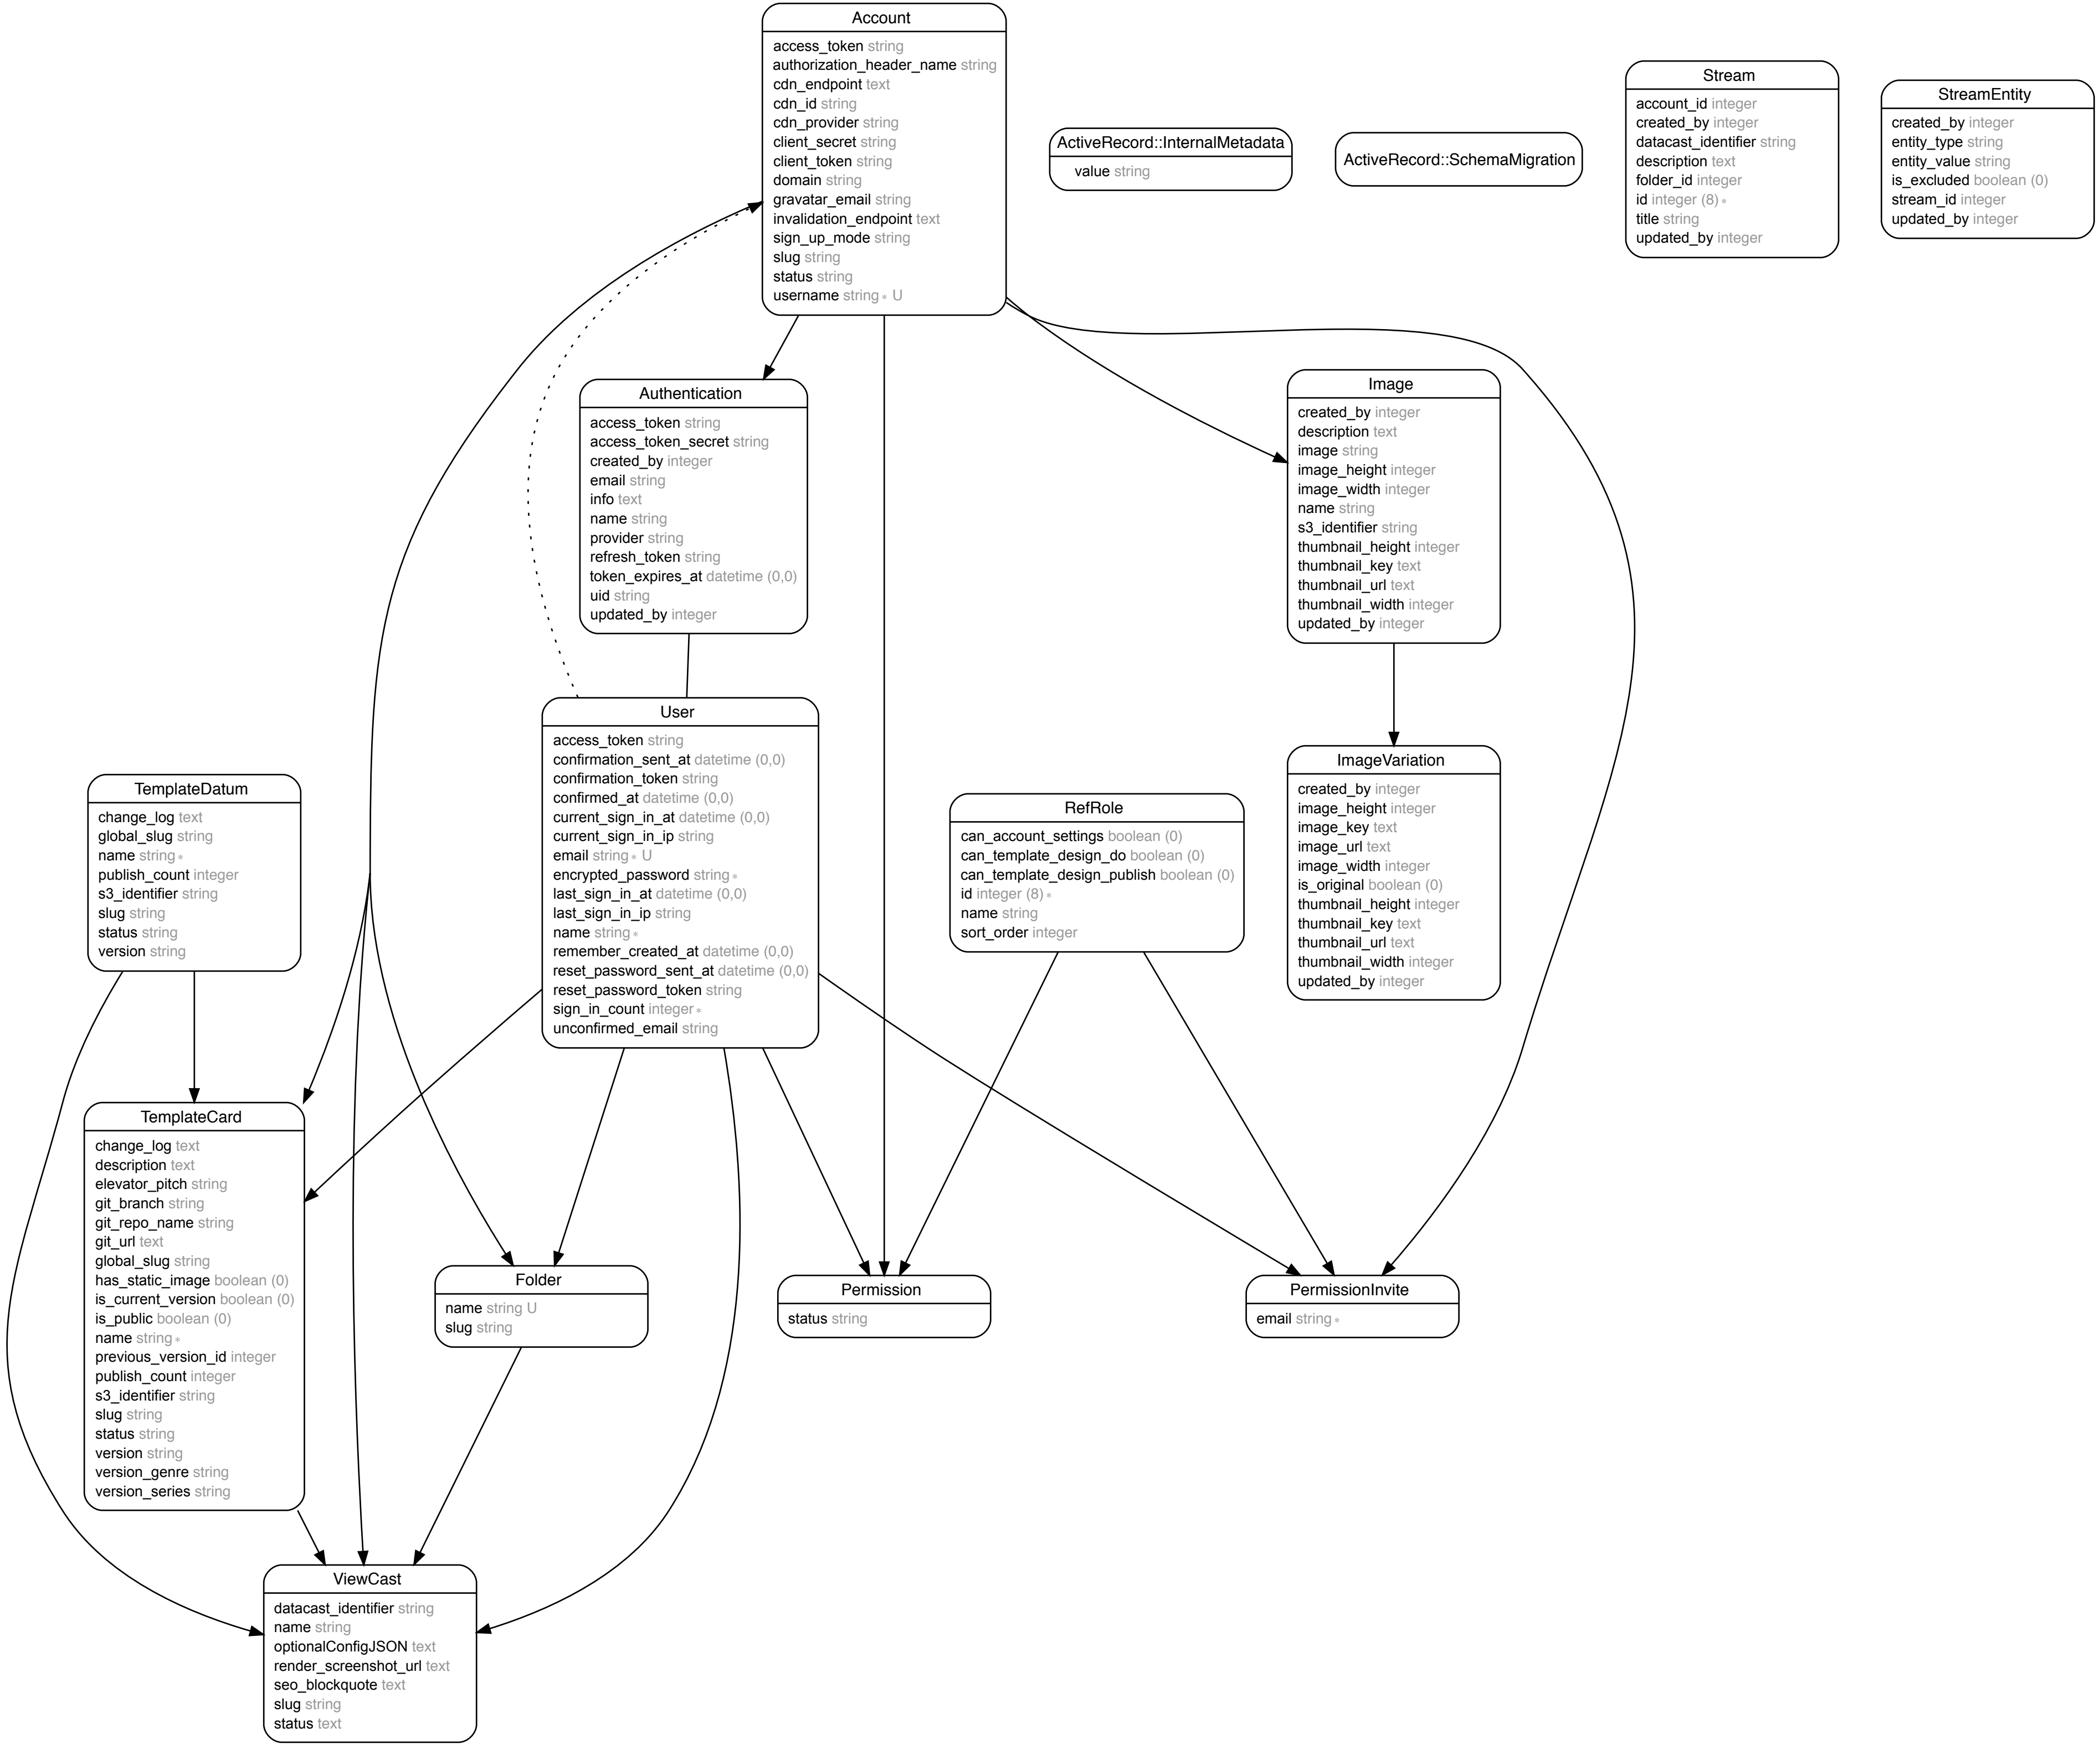 Account
access_token string
authorization_header_name string
cdn_endpoint text
cdn_id string
cdn_provider string
client_secret string
client_token string
domain string
gravatar_email string
invalidation_endpoint text
sign_up_mode string
slug string
status string
username string∗ U
ActiveRecord::InternalMetadata
value string
ActiveRecord::SchemaMigration
Stream
account_id integer
created_by integer
datacast_identifier string
description text
folder_id integer
id integer (8)∗
title string
updated_by integer
StreamEntity
created_by integer
entity_type string
entity_value string
is_excluded boolean (0)
stream_id integer
updated_by integer
Authentication
access_token string
access_token_secret string
created_by integer
email string
info text
name string
provider string
refresh_token string
token_expires_at datetime (0,0)
uid string
updated_by integer
Image
created_by integer
description text
image string
image_height integer
image_width integer
name string
s3_identifier string
thumbnail_height integer
thumbnail_key text
thumbnail_url text
thumbnail_width integer
updated_by integer
User
access_token string
confirmation_sent_at datetime (0,0)
confirmation_token string
confirmed_at datetime (0,0)
current_sign_in_at datetime (0,0)
current_sign_in_ip string
email string∗ U
encrypted_password string∗
last_sign_in_at datetime (0,0)
last_sign_in_ip string
name string∗
remember_created_at datetime (0,0)
reset_password_sent_at datetime (0,0)
reset_password_token string
sign_in_count integer∗
unconfirmed_email string
TemplateDatum
change_log text
global_slug string
name string∗
publish_count integer
s3_identifier string
slug string
status string
version string
RefRole
can_account_settings boolean (0)
can_template_design_do boolean (0)
can_template_design_publish boolean (0)
id integer (8)∗
name string
sort_order integer
ImageVariation
created_by integer
image_height integer
image_key text
image_url text
image_width integer
is_original boolean (0)
thumbnail_height integer
thumbnail_key text
thumbnail_url text
thumbnail_width integer
updated_by integer
TemplateCard
change_log text
description text
elevator_pitch string
git_branch string
git_repo_name string
git_url text
global_slug string
has_static_image boolean (0)
is_current_version boolean (0)
is_public boolean (0)
name string∗
previous_version_id integer
publish_count integer
s3_identifier string
slug string
status string
version string
version_genre string
version_series string
Folder
name string U
slug string
Permission
status string
PermissionInvite
email string∗
ViewCast
datacast_identifier string
name string
optionalConfigJSON text
render_screenshot_url text
seo_blockquote text
slug string
status text